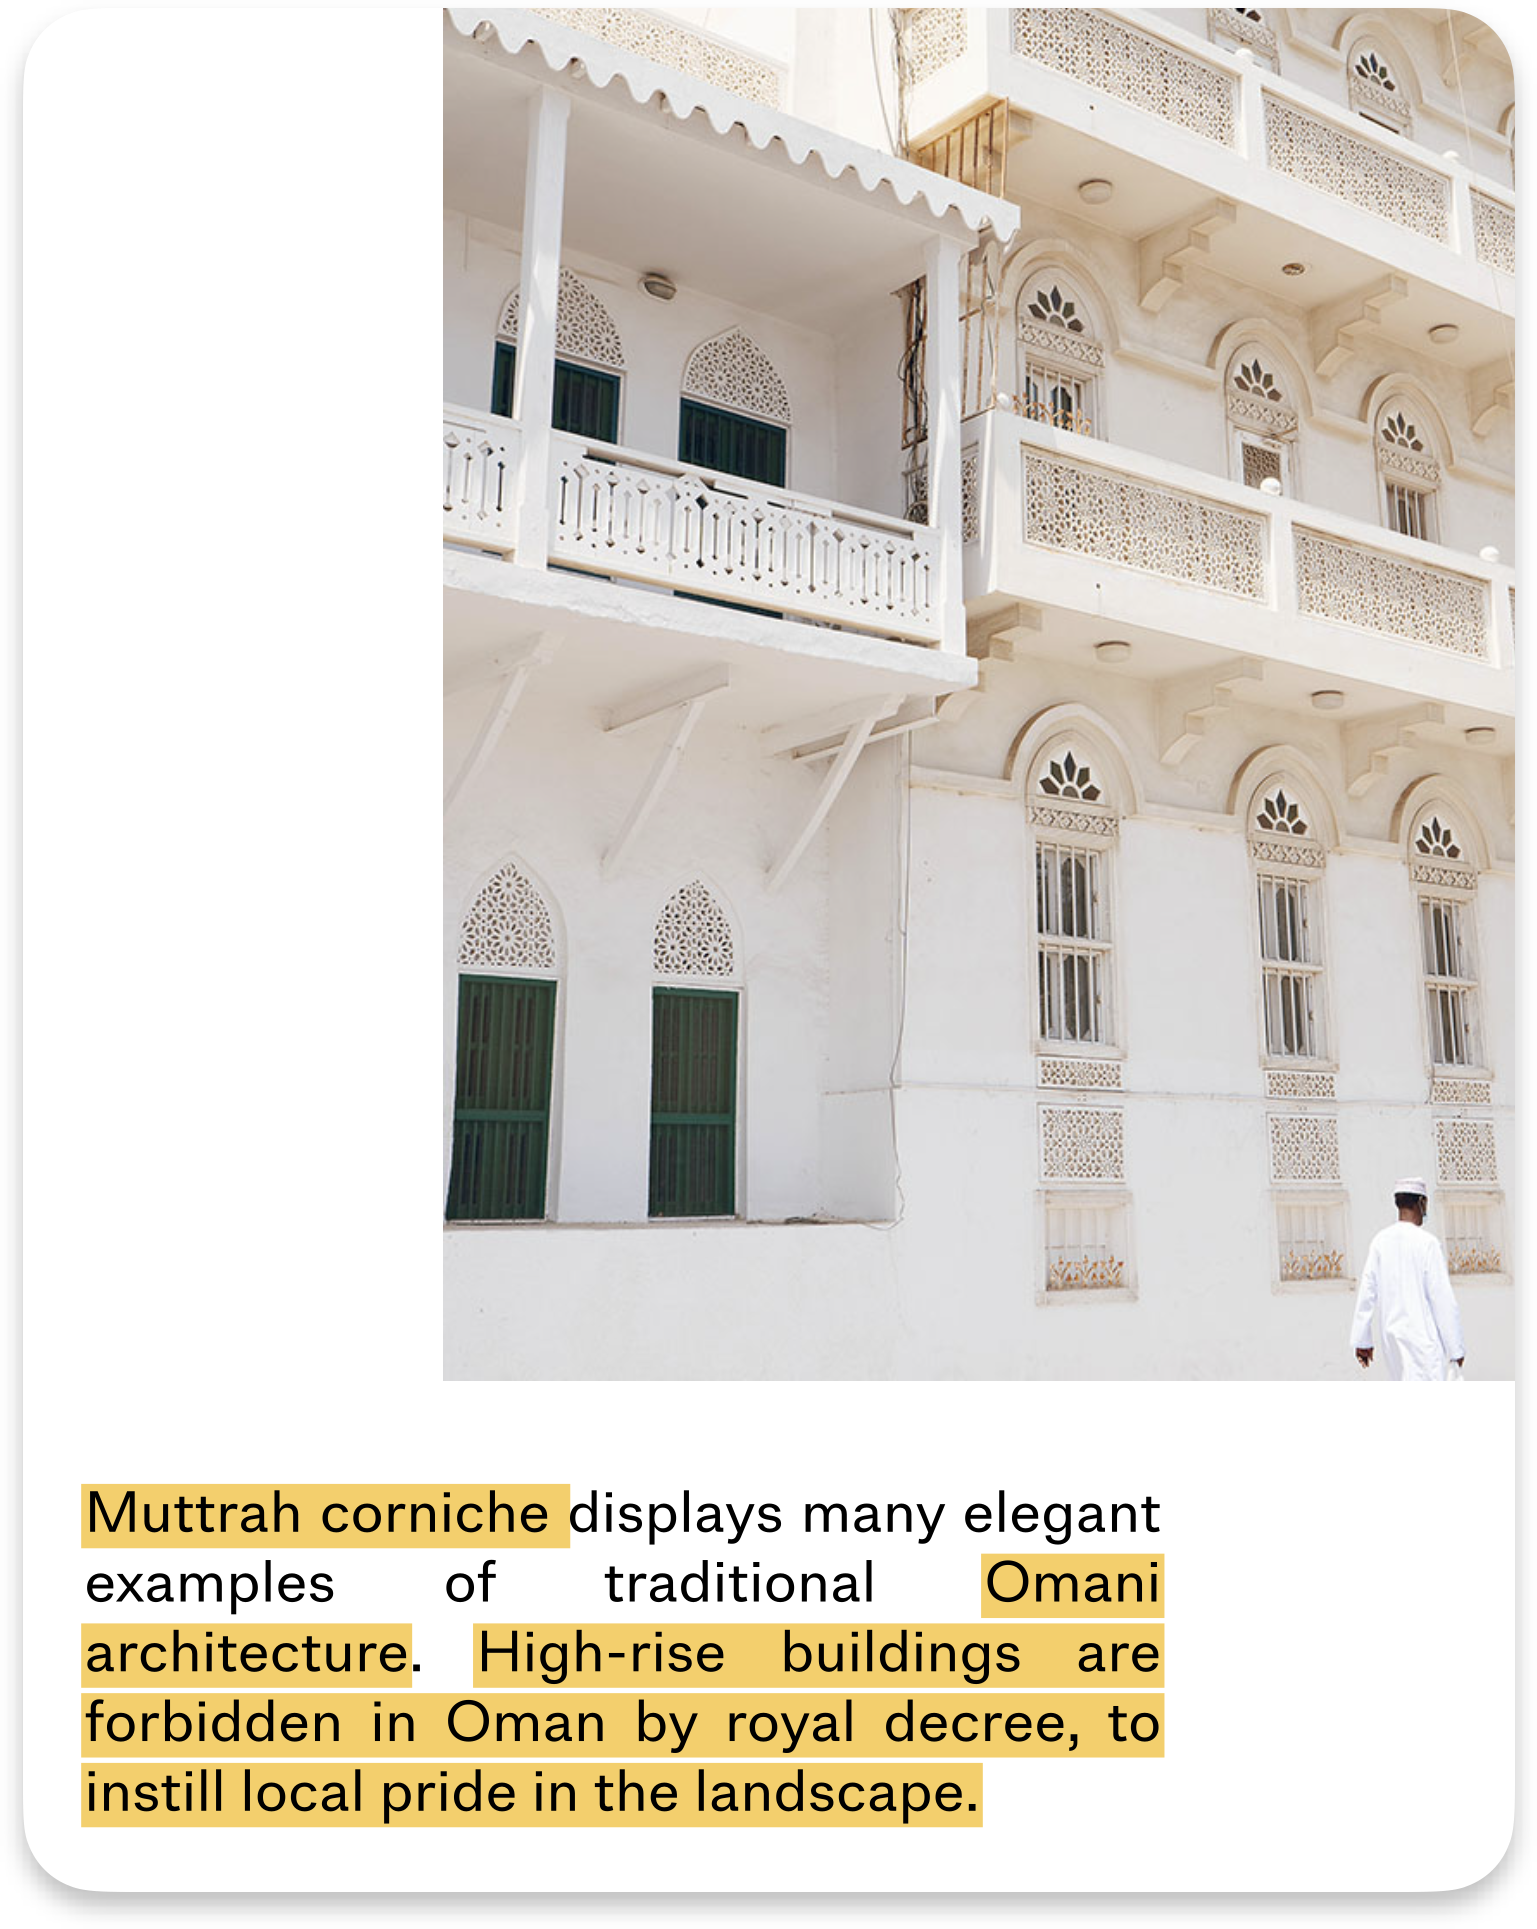 Muttrah corniche displays many elegant
examples of traditional Omani
architecture. High-rise buildings are
forbidden in Oman by royal decree, to
instill local pride in the landscape.